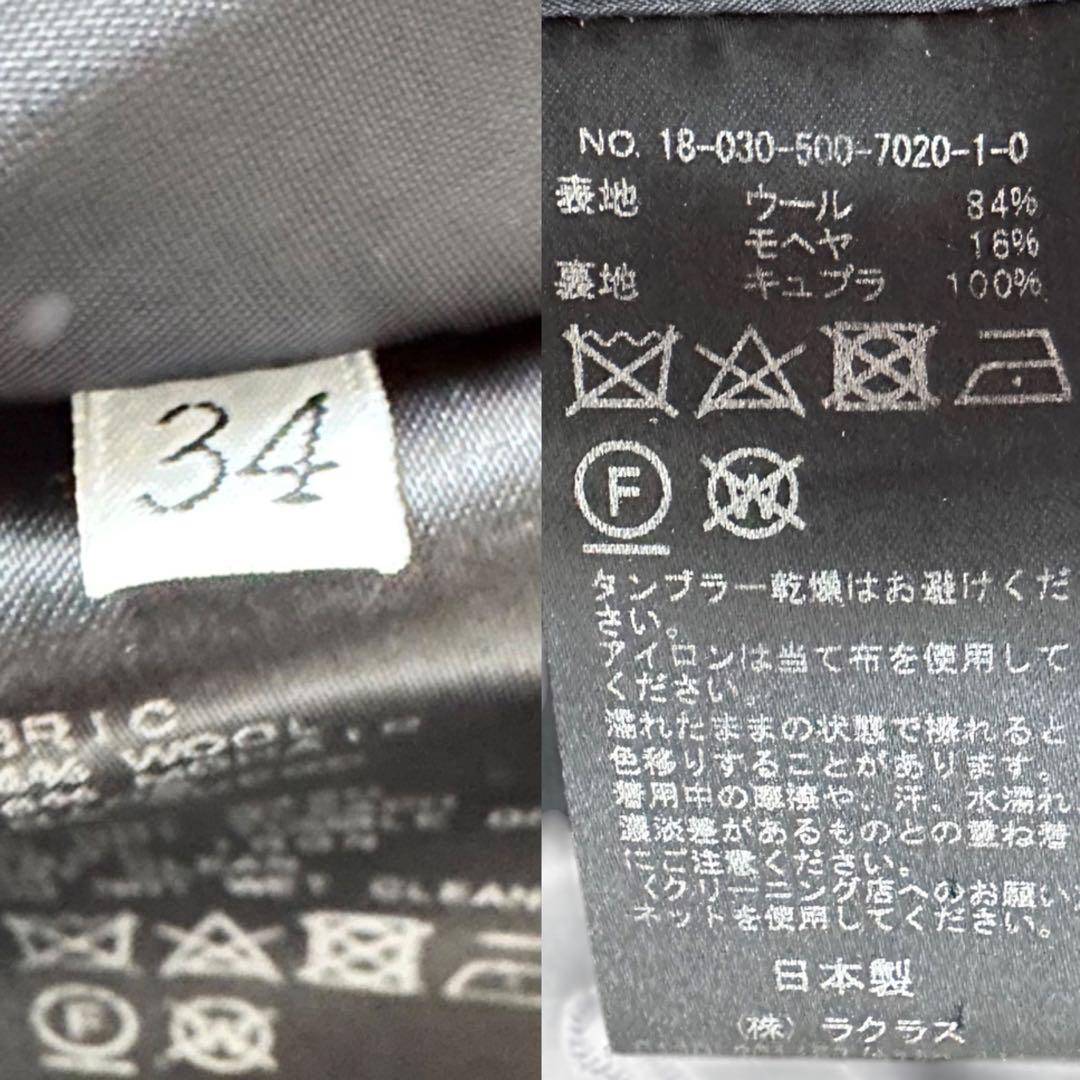 34
BRIC
WOOL
CLEAN
F
W
NO. 18-030-500-7020-1-0
表地 ウール 84%
モヘヤ 16%
裏地 キュプラ 100%
F
W
タンブラー乾燥はお避けくだ
さい。
アイロンは当て布を使用して
ください。
濡れたままの状態で擦れると
色移りすることがあります。
着用中の摩擦や、汗、水濡れ
濃淡差があるものとの重ね着
にご注意ください。
〈クリーニング店へのお願い
ネットを使用してください。
日本製
(株) ラクラス